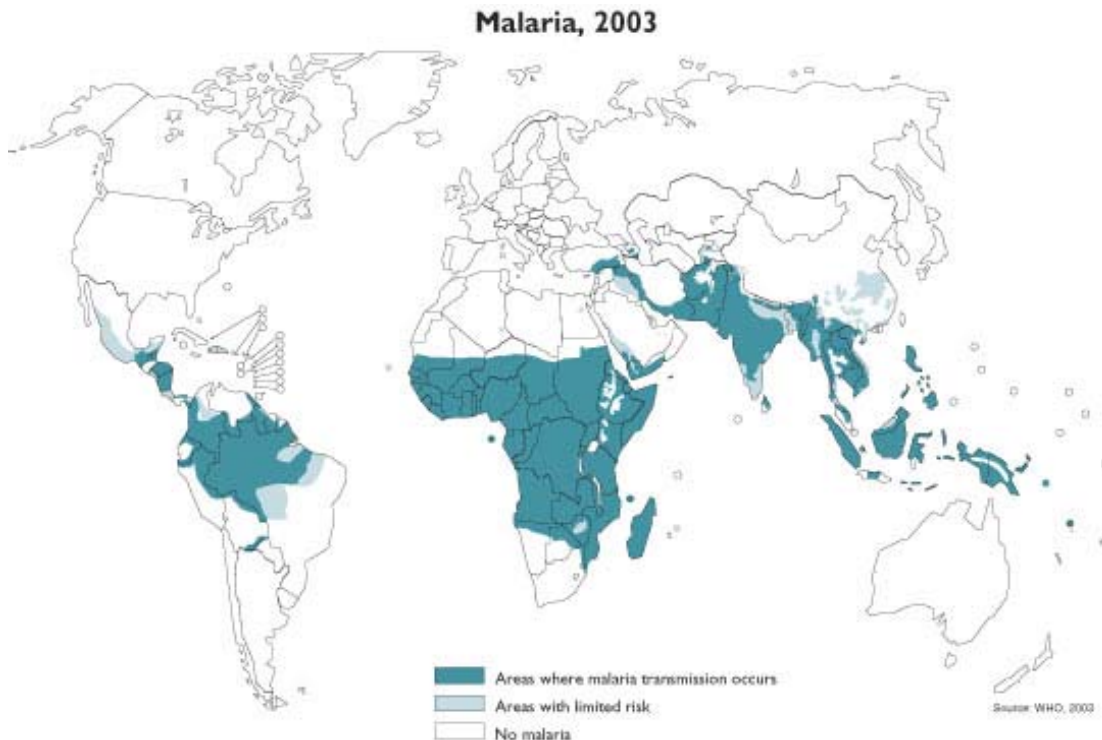 Malaria, 2003
Areas where malaria transmission occurs
Areas with limited risk
No malaria
Source: WHO, 2003